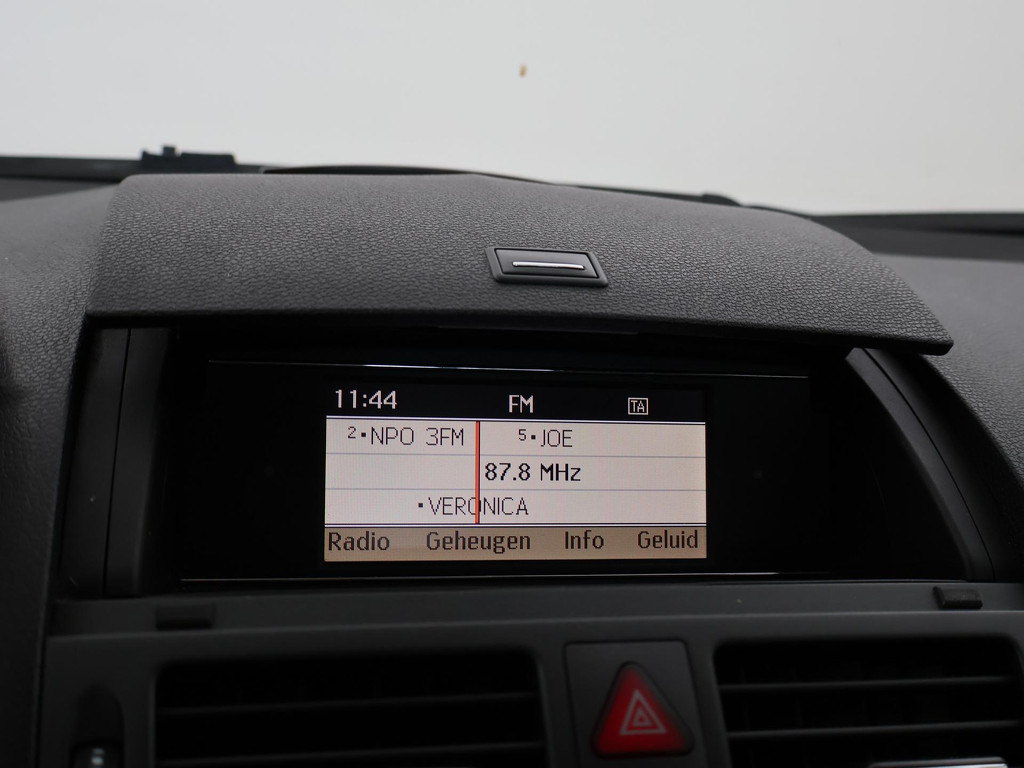 11:44 FM TA
2▪NPO 3FM 5▪JOE
87.8 MHz
▪VERONICA
Radio Geheugen Info Geluid